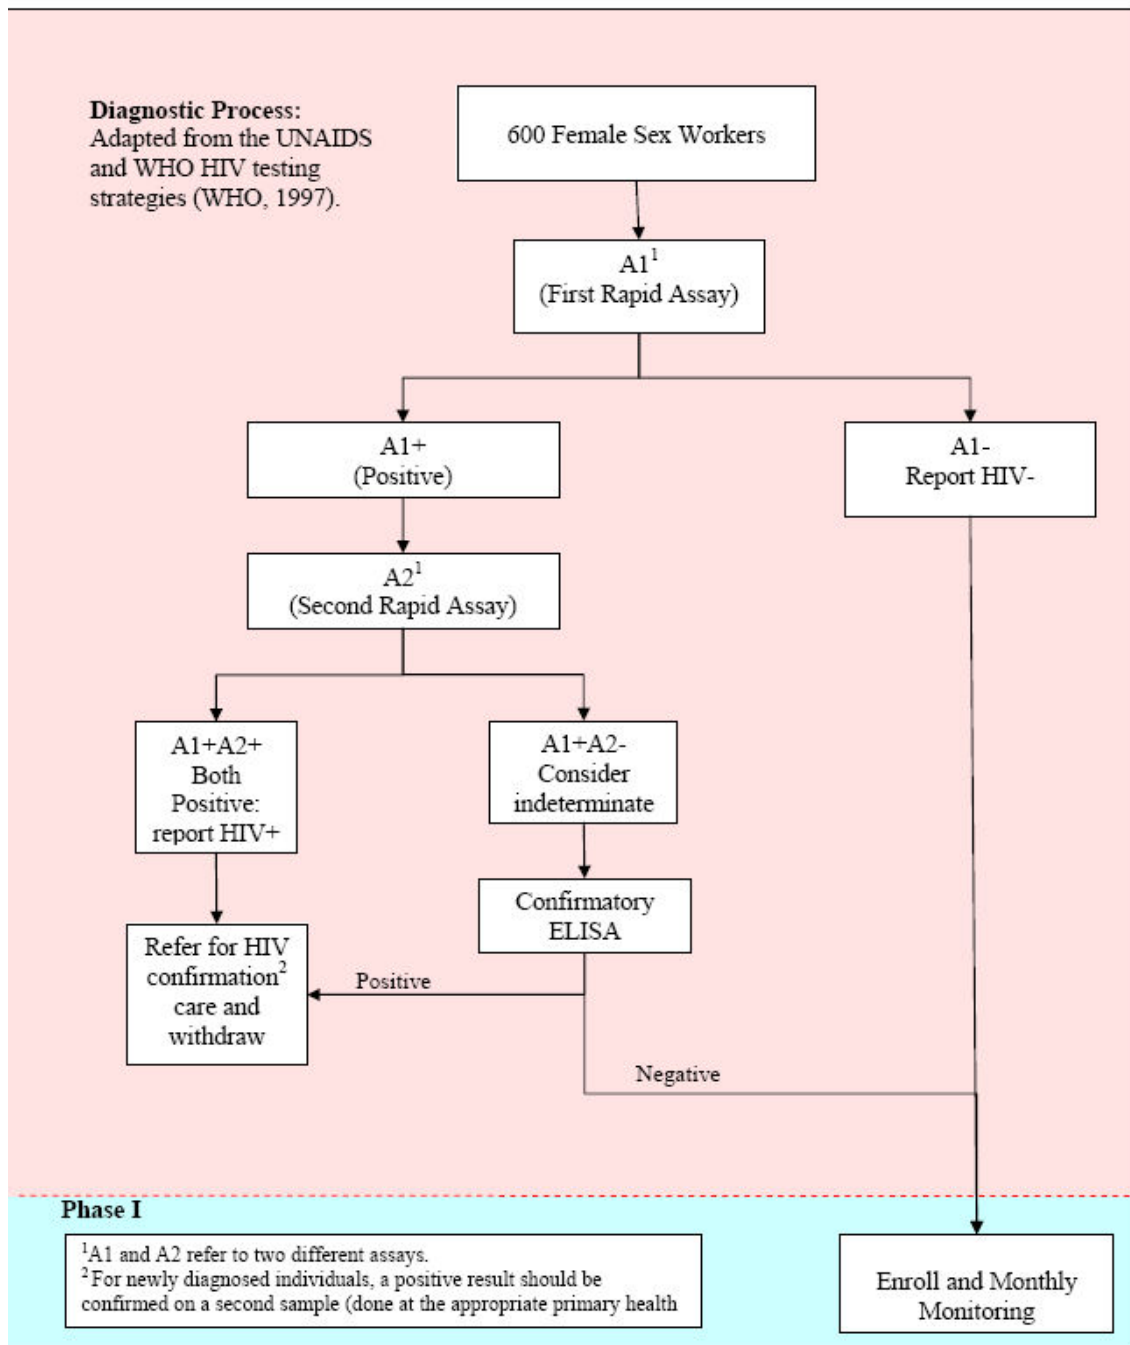 Diagnostic Process:
Adapted from the UNAIDS
and WHO HIV testing
strategies (WHO, 1997).
600 Female Sex Workers
A1¹
(First Rapid Assay)
A1+
(Positive)
A1-
Report HIV-
A2¹
(Second Rapid Assay)
A1+A2+
Both
Positive:
report HIV+
A1+A2-
Consider
indeterminate
Confirmatory
ELISA
Refer for HIV
confirmation²
care and
withdraw
Positive
Negative
Phase I
¹A1 and A2 refer to two different assays.
² For newly diagnosed individuals, a positive result should be
confirmed on a second sample (done at the appropriate primary health
Enroll and Monthly
Monitoring